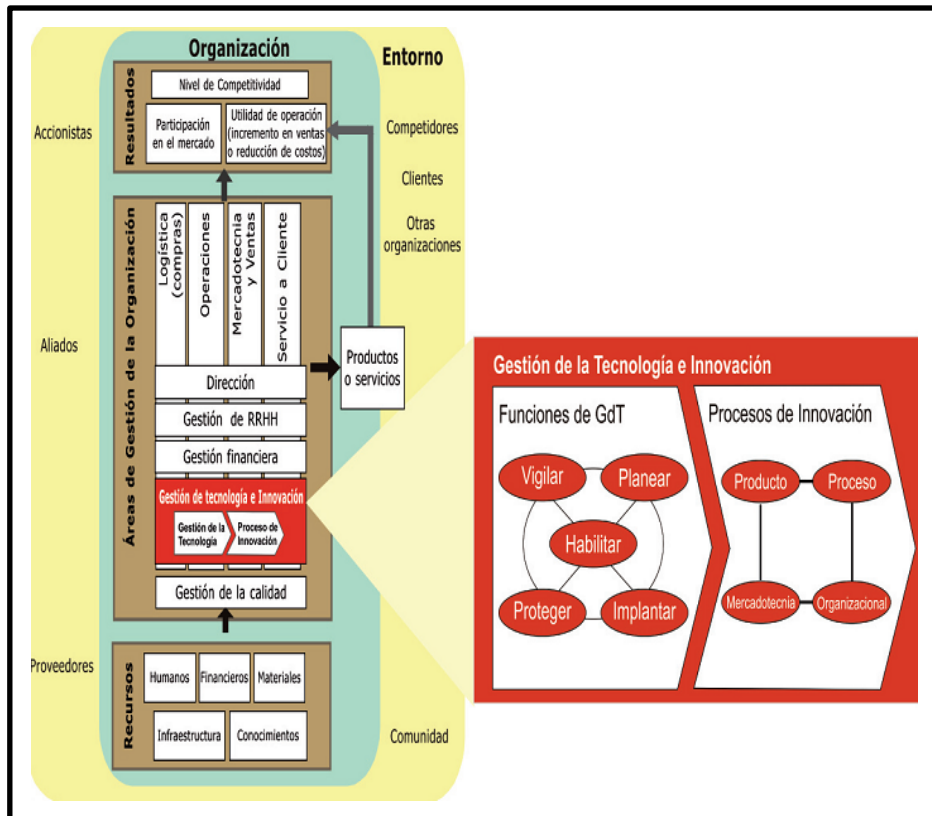 Organización
Entorno
Resultados
Nivel de Competitividad
Participación
en el mercado
Utilidad de operación
(incremento en ventas
o reducción de costos)
Accionistas
Competidores
Clientes
Otras
organizaciones
Áreas de Gestión de la Organización
Logística
(compras)
Operaciones
Mercadotecnia
y Ventas
Servicio a Cliente
Aliados
Productos
o servicios
Dirección
Gestión de RRHH
Gestión financiera
Gestión de tecnología e Innovación
Gestión de la
Tecnología
Proceso de
Innovación
Gestión de la calidad
Proveedores
Recursos
Humanos
Financieros
Materiales
Infraestructura
Conocimientos
Comunidad
Gestión de la Tecnología e Innovación
Funciones de GdT
Vigilar
Planear
Habilitar
Proteger
Implantar
Procesos de Innovación
Producto
Proceso
Mercadotecnia
Organizacional